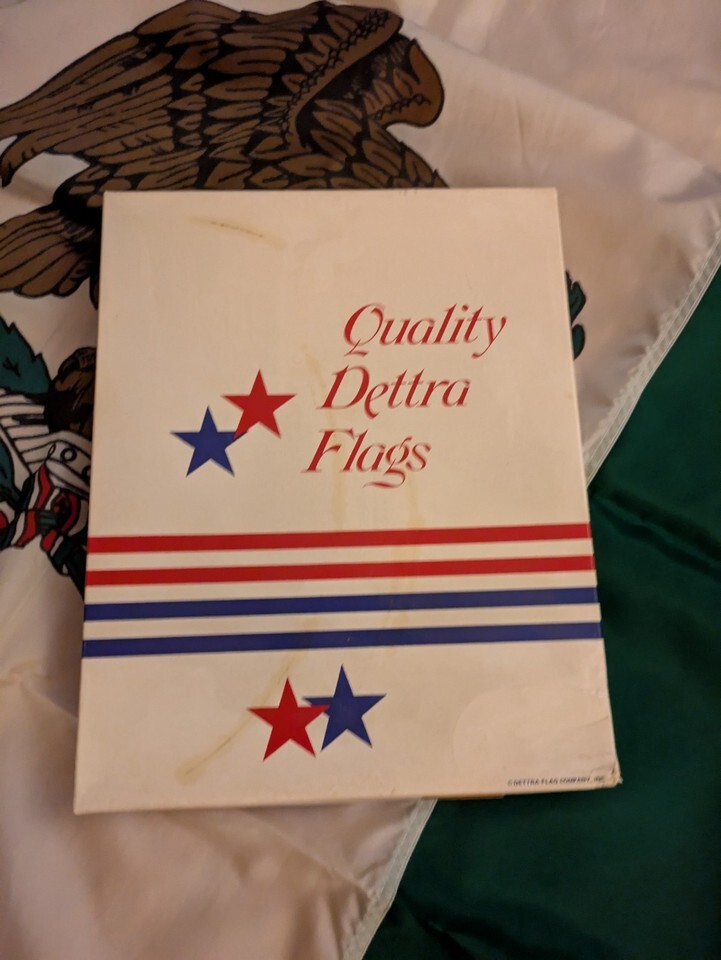 Quality
Dettra
Flags
© DETTRA FLAG COMPANY, INC.